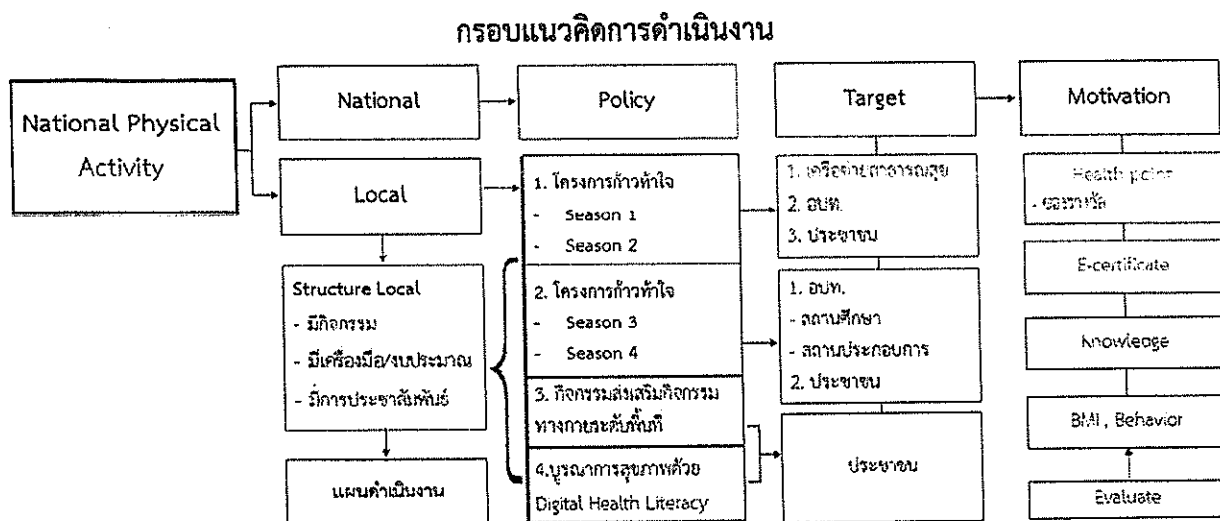 กรอบแนวคิดการดำเนินงาน
National Physical
Activity
National
Local
Structure Local
- มีกิจกรรม
- มีเครื่องมือ/งบประมาณ
- มีการประชาสัมพันธ์
แผนดำเนินงาน
Policy
1. โครงการก้าวท้าใจ
- Season 1
- Season 2
2. โครงการก้าวท้าใจ
- Season 3
- Season 4
3. กิจกรรมส่งเสริมกิจกรรม
ทางกายระดับพื้นที่
4.บูรณาการสุขภาพด้วย
Digital Health Literacy
Target
1. เครือข่ายสาธารณสุข
2. อปท.
3. ประชาชน
1. อปท.
- สถานศึกษา
- สถานประกอบการ
2. ประชาชน
ประชาชน
Motivation
Health point
- ของรางวัล
E-certificate
Knowledge
BMI , Behavior
Evaluate